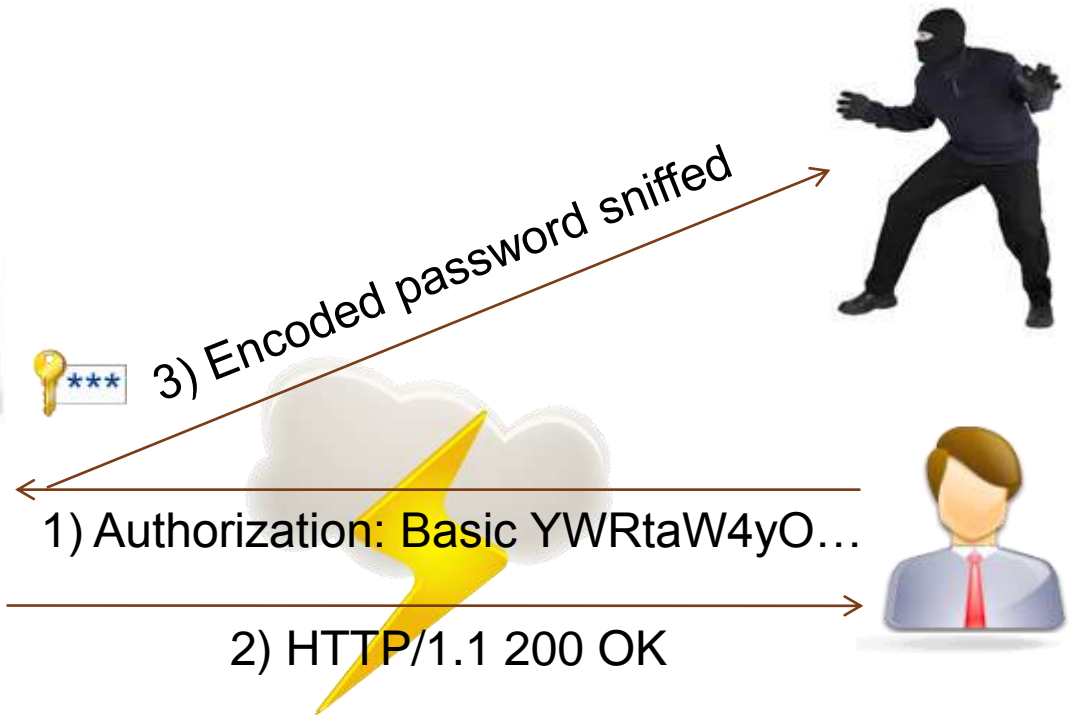 3) Encoded password sniffed
***
1) Authorization: Basic YWRtaW4yO…
2) HTTP/1.1 200 OK